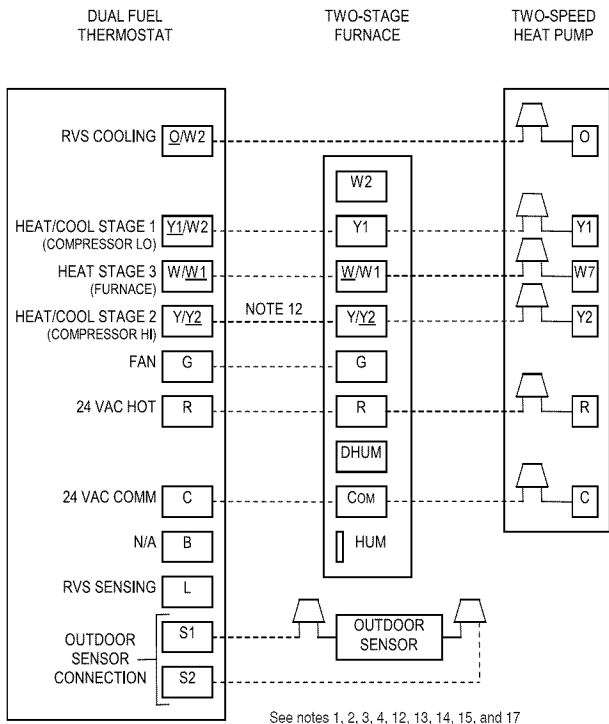 DUAL FUEL
THERMOSTAT
TWO-STAGE
FURNACE
TWO-SPEED
HEAT PUMP
RVS COOLING O/W2 O
W2
HEAT/COOL STAGE 1 Y1/W2 Y1 Y1
(COMPRESSOR LO)
HEAT STAGE 3 W/W1 W/W1 W7
(FURNACE)
HEAT/COOL STAGE 2 Y/Y2 NOTE 12 Y/Y2 Y2
(COMPRESSOR HI)
FAN G G
24 VAC HOT R R R
DHUM
24 VAC COMM C COM C
N/A B HUM
RVS SENSING L
OUTDOOR
SENSOR
CONNECTION
S1
S2
OUTDOOR
SENSOR
See notes 1, 2, 3, 4, 12, 13, 14, 15, and 17